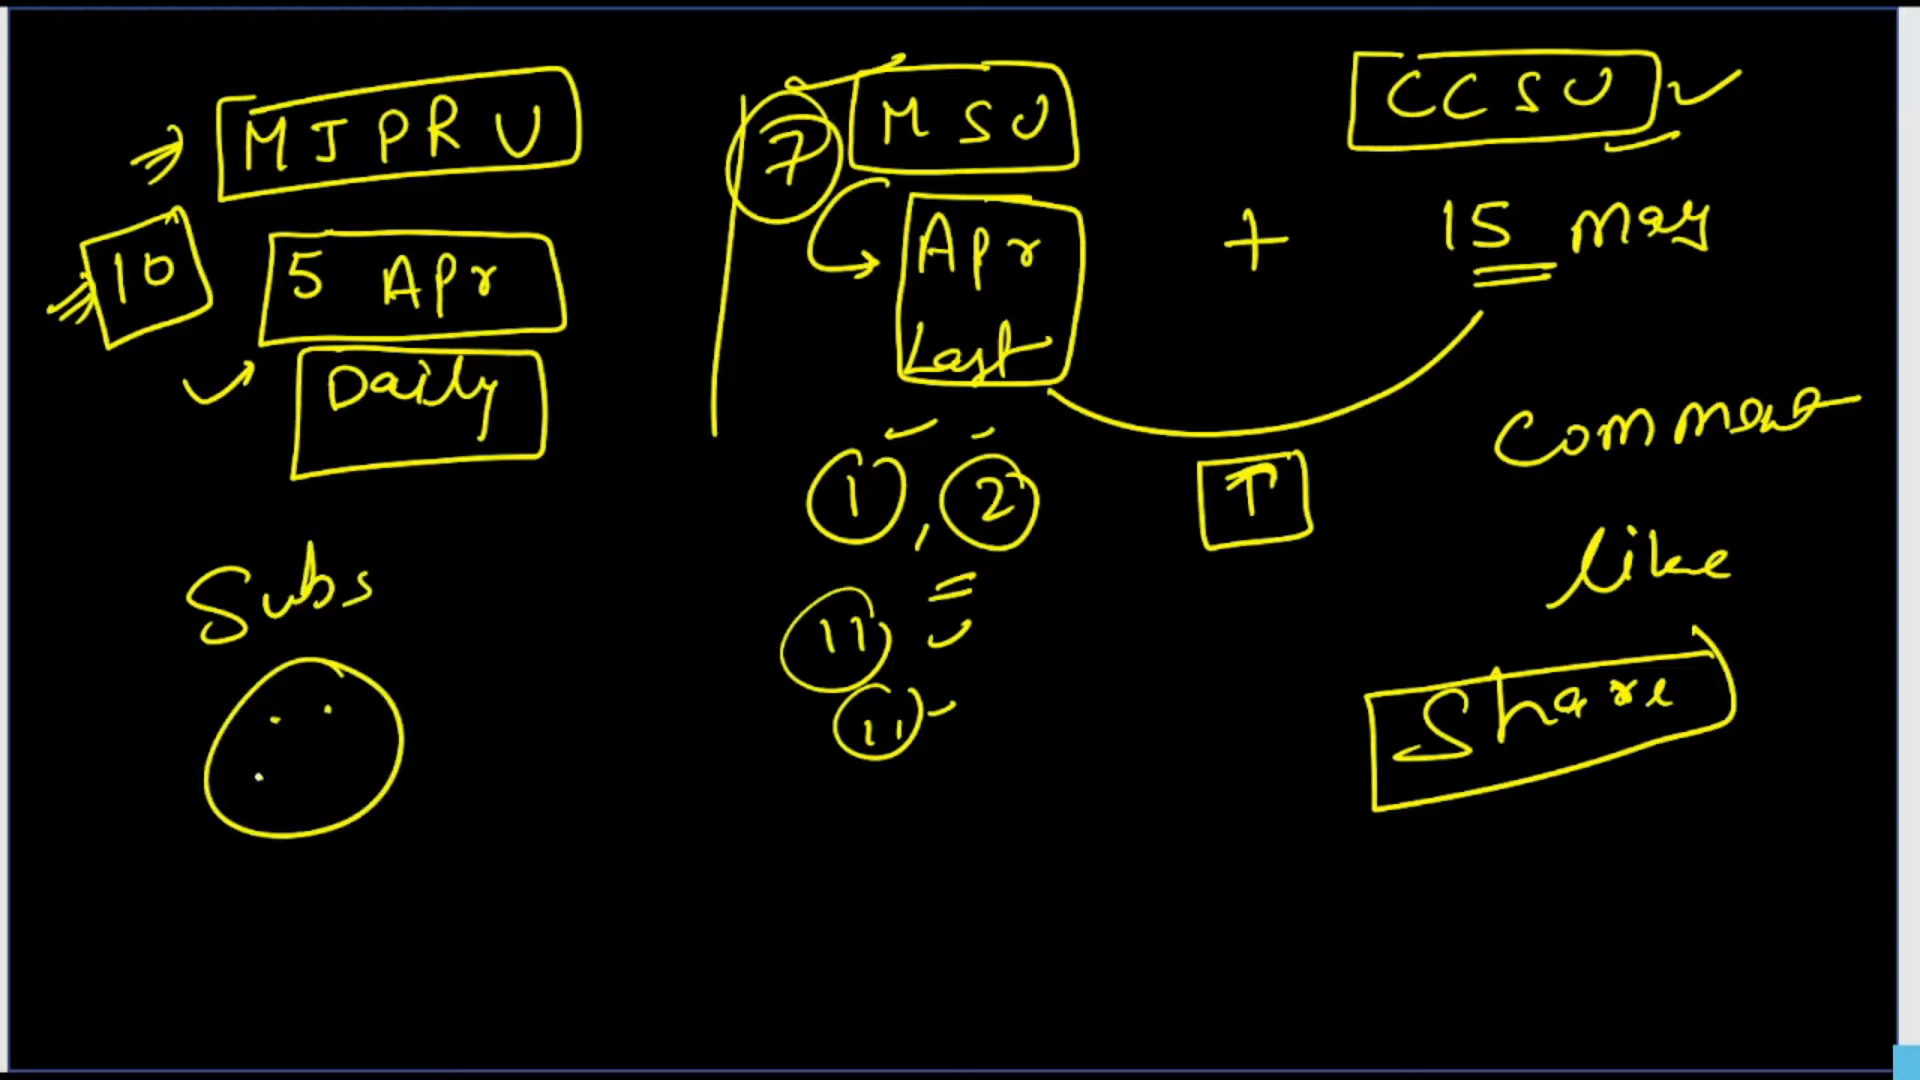 MJPRU
10
5 Apr
Daily
Subs
7
MSU
Apr
Last
1, 2
11
11
CCSU
+ 15 may
comment
like
Share